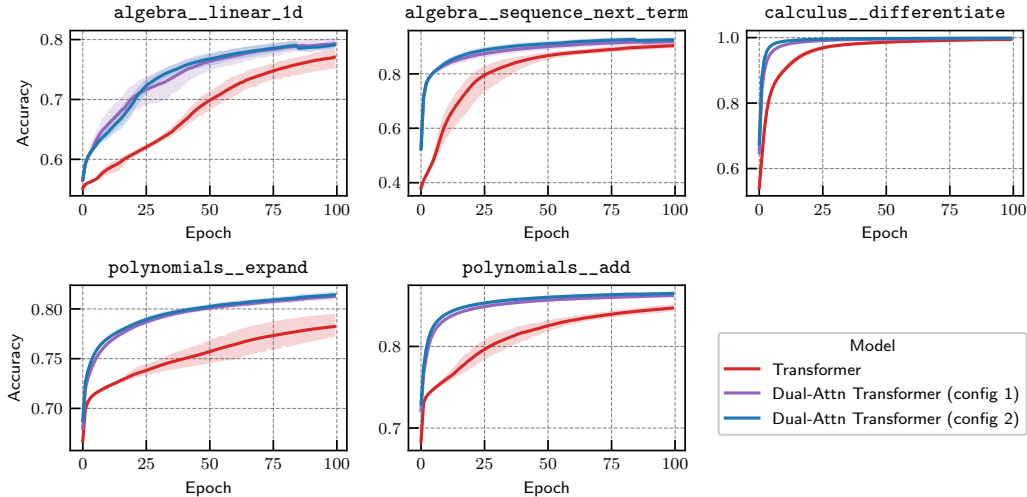 algebra__linear_1d
algebra__sequence_next_term
calculus__differentiate
Accuracy
0.8
0.7
0.6
0
25
50
75
100
Epoch
0.8
0.6
0.4
0
25
50
75
100
Epoch
1.0
0.8
0.6
0
25
50
75
100
Epoch
polynomials__expand
polynomials__add
Accuracy
0.80
0.75
0.70
0
25
50
75
100
Epoch
0.8
0.7
0
25
50
75
100
Epoch
Model
Transformer
Dual-Attn Transformer (config 1)
Dual-Attn Transformer (config 2)